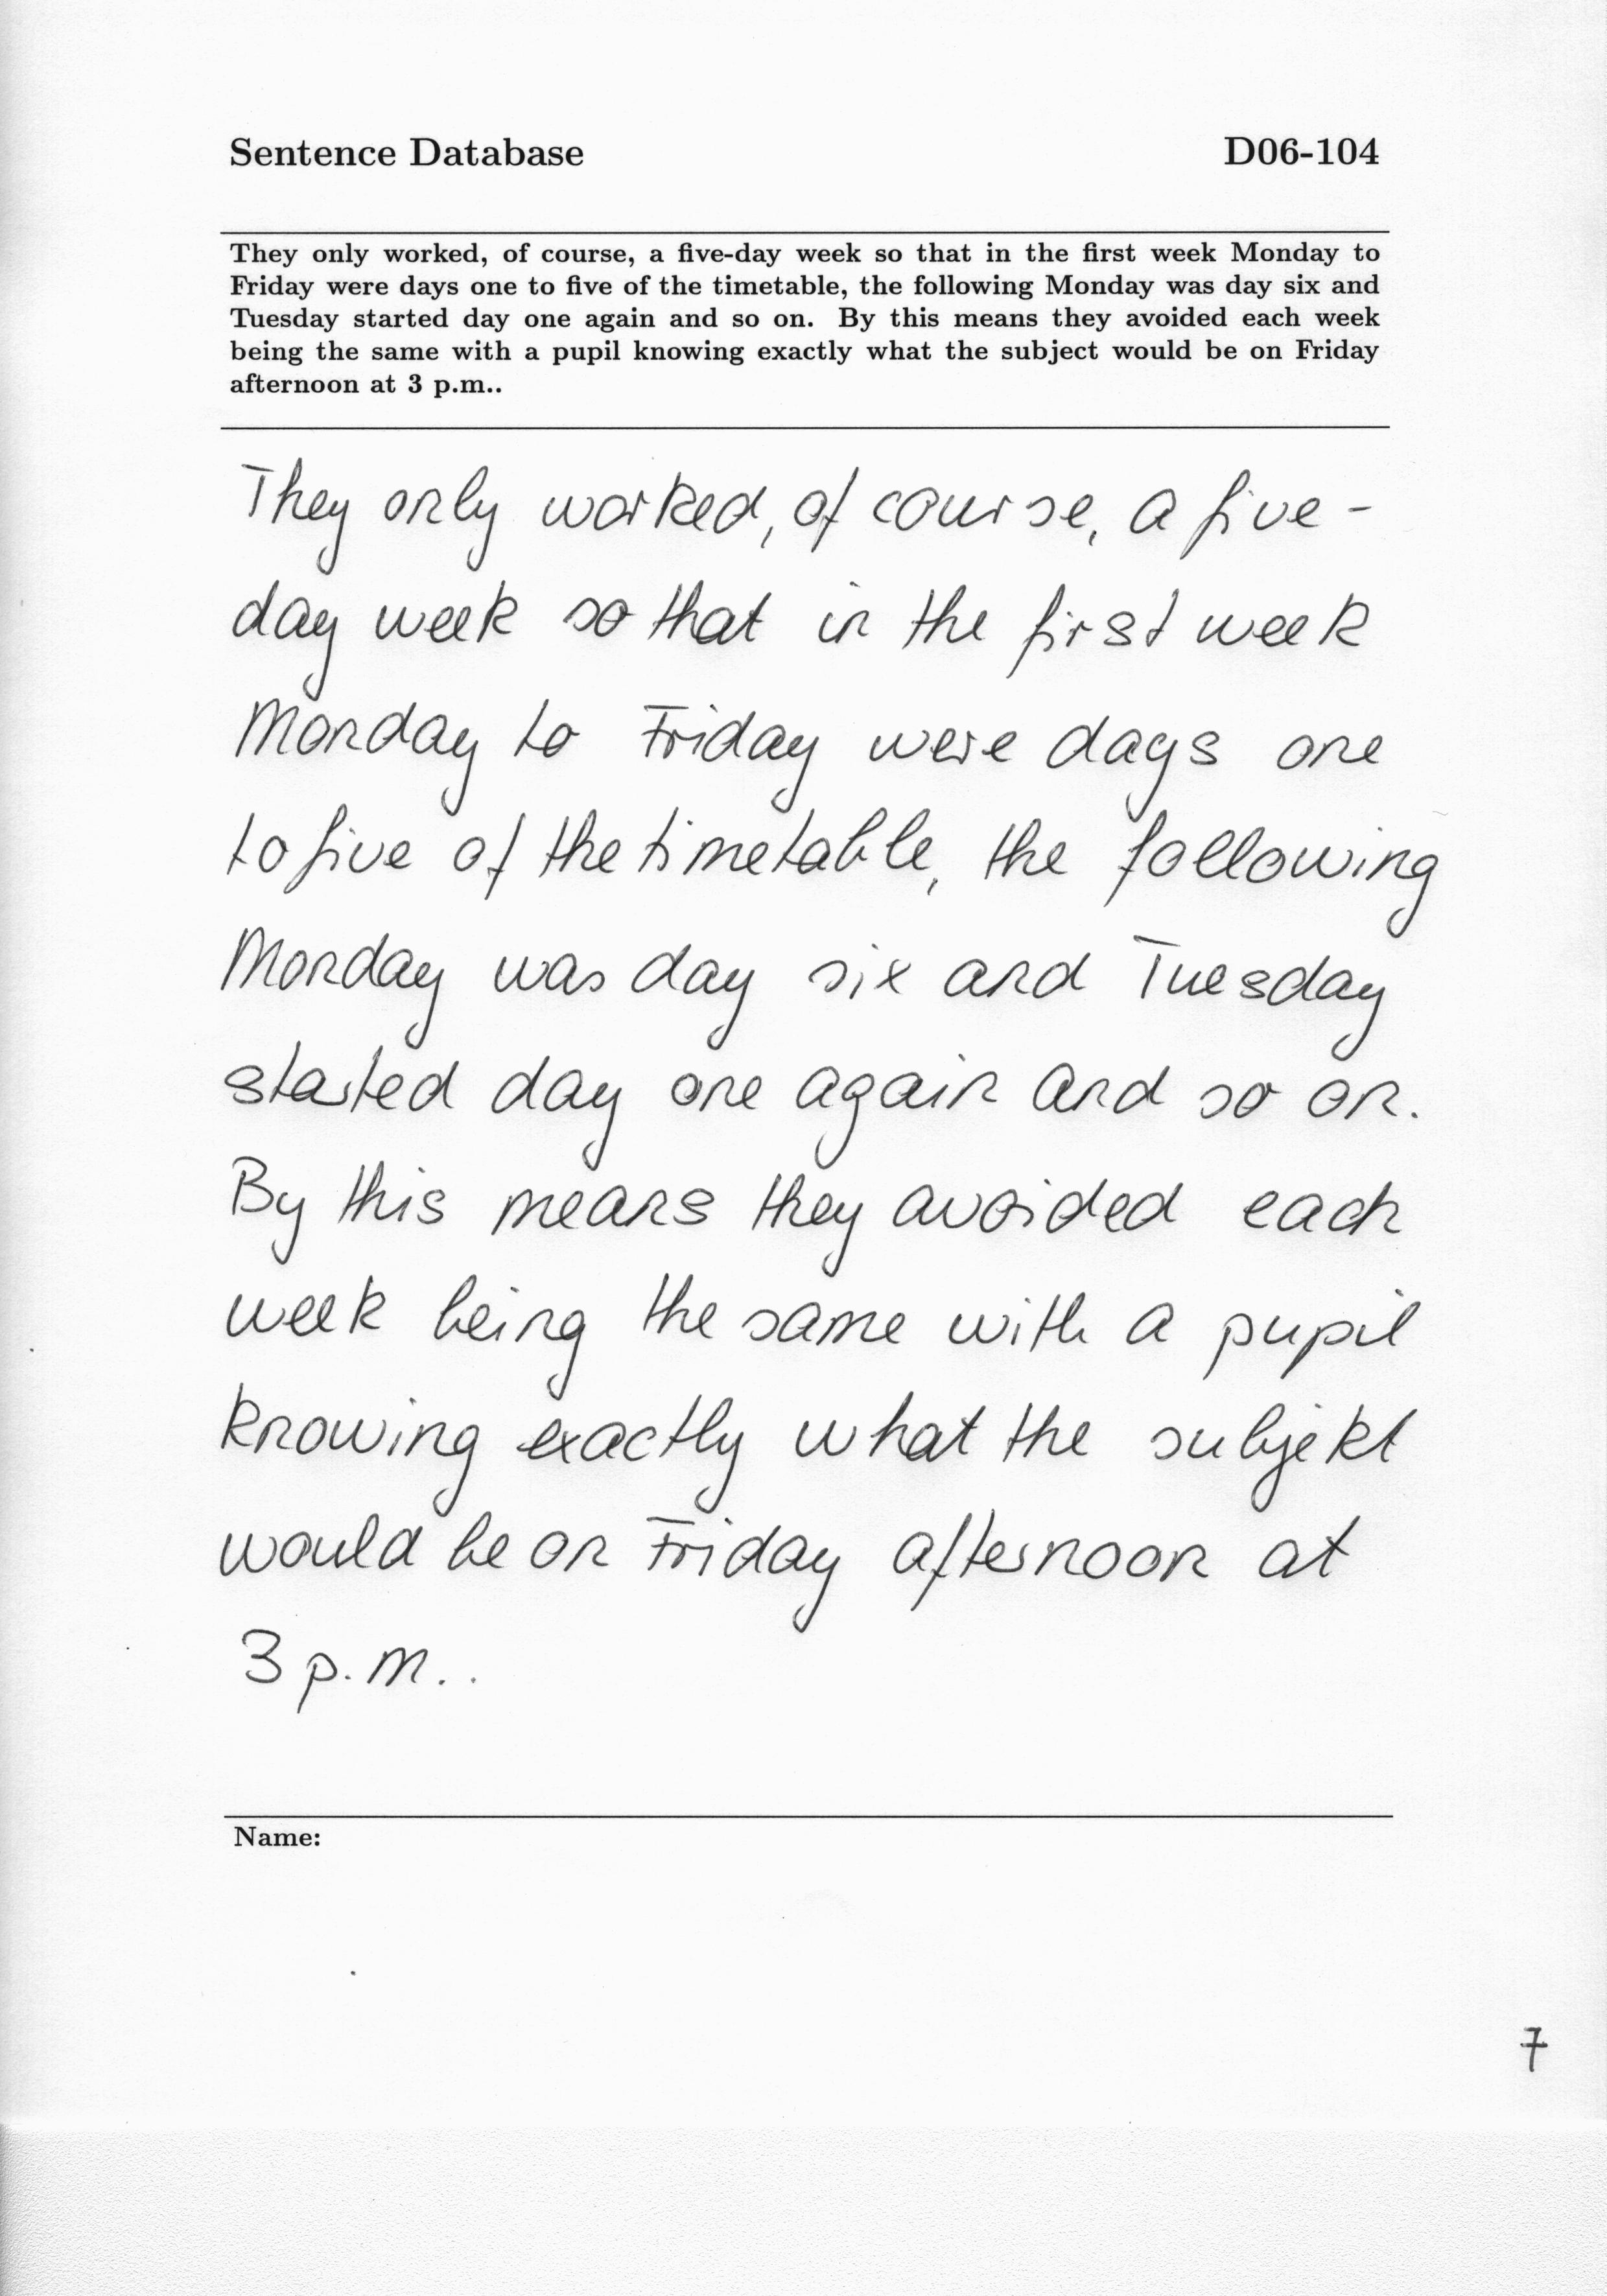 Sentence Database D06-104
They only worked, of course, a five-day week so that in the first week Monday to
Friday were days one to five of the timetable, the following Monday was day six and
Tuesday started day one again and so on. By this means they avoided each week
being the same with a pupil knowing exactly what the subject would be on Friday
afternoon at 3 p.m..
They only worked, of course, a five-
day week so that in the first week
Monday to Friday were days one
to five of the timetable, the following
Monday was day six and Tuesday
started day one again and so on.
By this means they avoided each
week being the same with a pupil
knowing exactly what the subjekt
would be on Friday afternoon at
3 p.m..
Name:
7